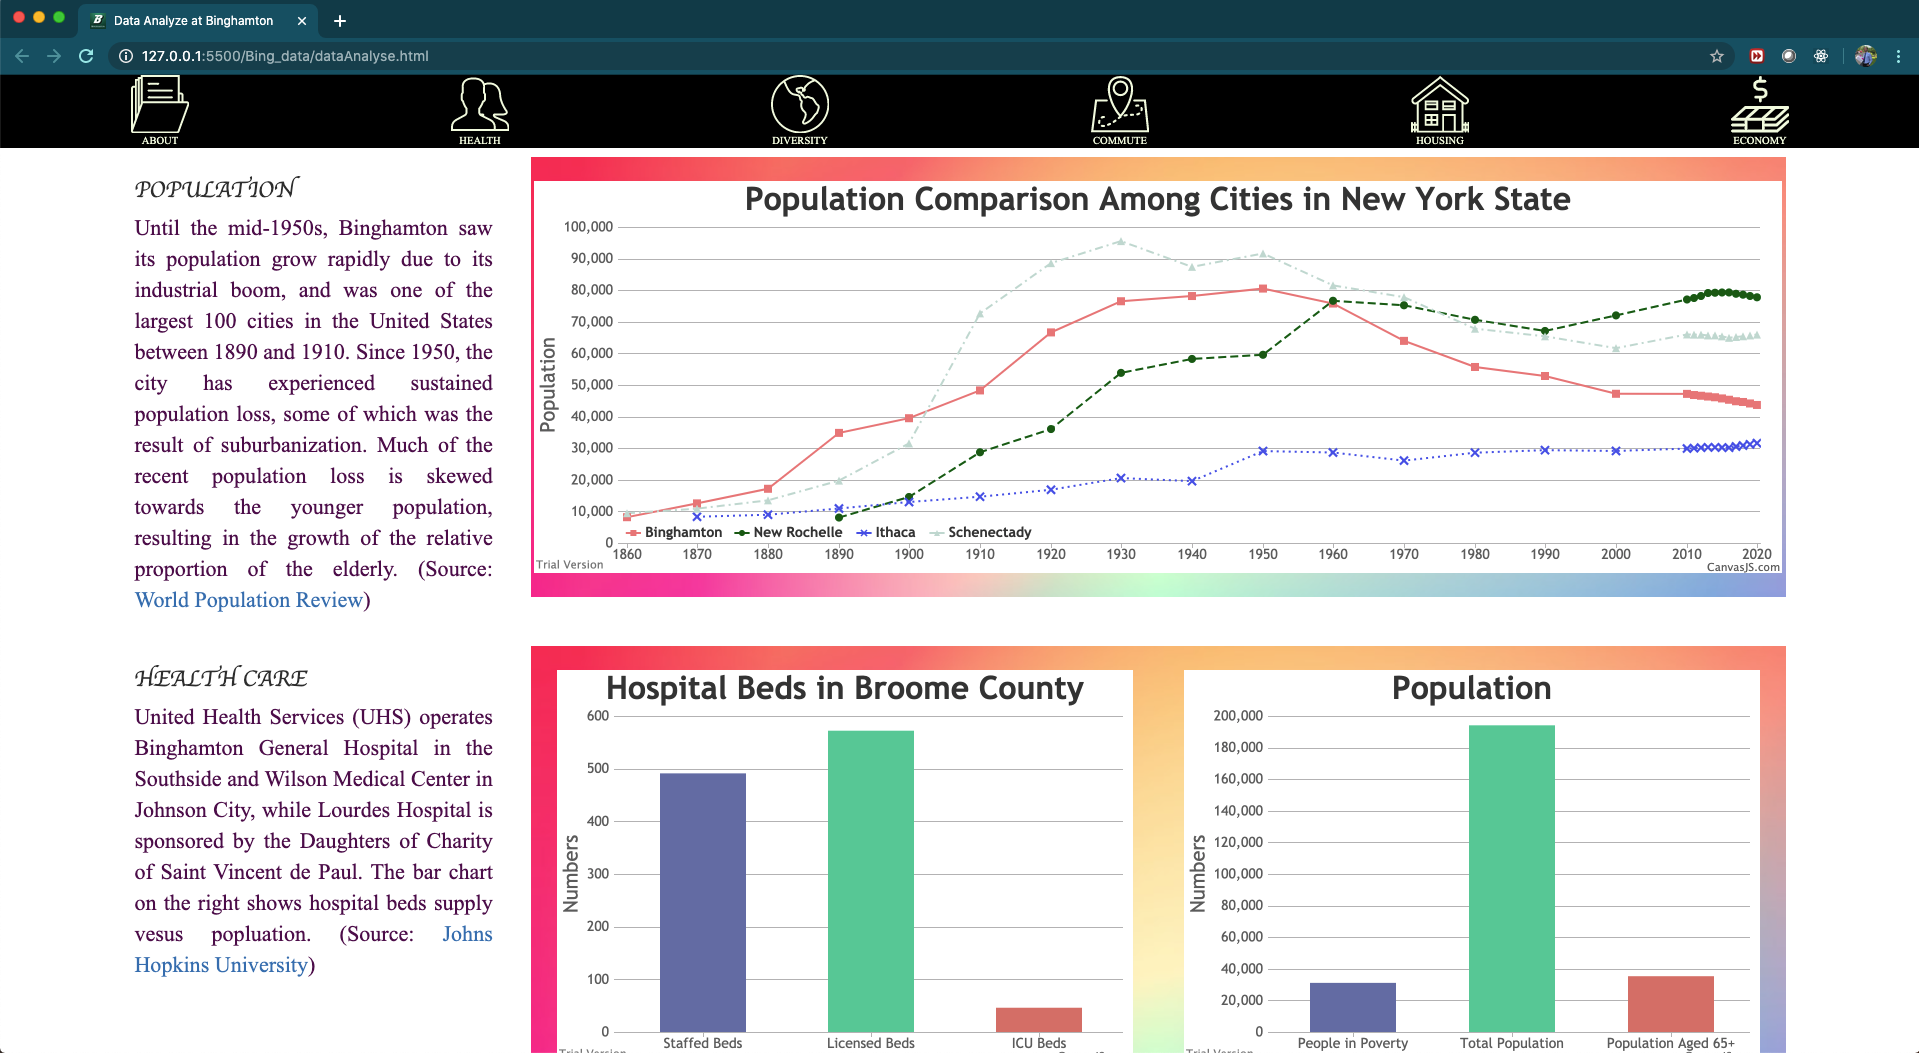 Data Analyze at Binghamton
127.0.0.1:5500/Bing_data/dataAnalyse.html
ABOUT
HEALTH
DIVERSITY
COMMUTE
HOUSING
ECONOMY
POPULATION
Until the mid-1950s, Binghamton saw
its population grow rapidly due to its
industrial boom, and was one of the
largest 100 cities in the United States
between 1890 and 1910. Since 1950, the
city has experienced sustained
population loss, some of which was the
result of suburbanization. Much of the
recent population loss is skewed
towards the younger population,
resulting in the growth of the relative
proportion of the elderly. (Source:
World Population Review)
Population Comparison Among Cities in New York State
Population
100,000
90,000
80,000
70,000
60,000
50,000
40,000
30,000
20,000
10,000
0
Binghamton New Rochelle Ithaca Schenectady
1860 1870 1880 1890 1900 1910 1920 1930 1940 1950 1960 1970 1980 1990 2000 2010 2020
Trial Version
CanvasJS.com
HEALTH CARE
United Health Services (UHS) operates
Binghamton General Hospital in the
Southside and Wilson Medical Center in
Johnson City, while Lourdes Hospital is
sponsored by the Daughters of Charity
of Saint Vincent de Paul. The bar chart
on the right shows hospital beds supply
vesus popluation. (Source: Johns
Hopkins University)
Hospital Beds in Broome County
Numbers
600
500
400
300
200
100
0
Staffed Beds Licensed Beds ICU Beds
Trial Version
Population
Numbers
200,000
180,000
160,000
140,000
120,000
100,000
80,000
60,000
40,000
20,000
0
People in Poverty Total Population Population Aged 65+
Trial Version